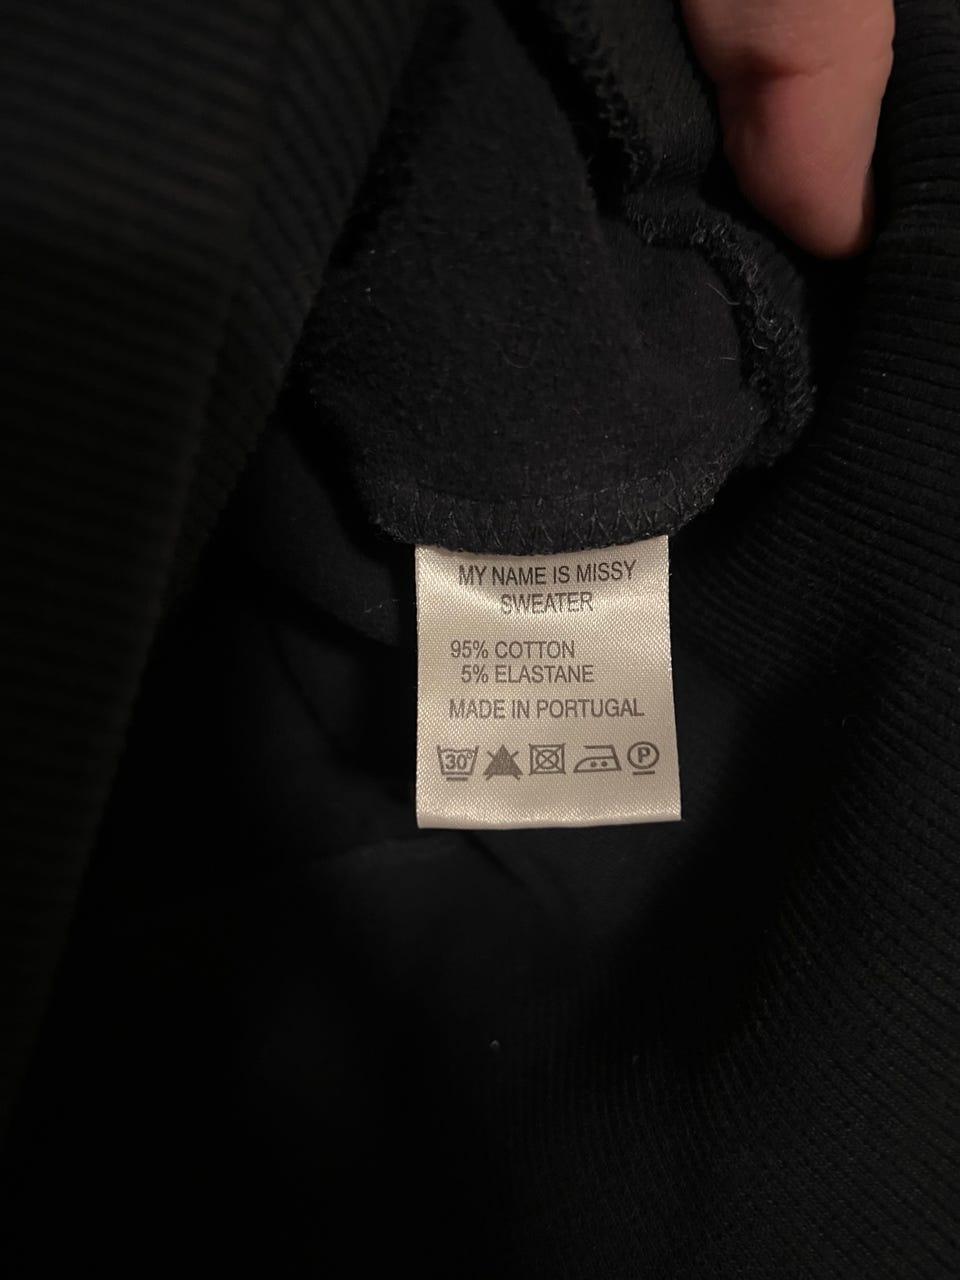 MY NAME IS MISSY
SWEATER
95% COTTON
5% ELASTANE
MADE IN PORTUGAL
30° P